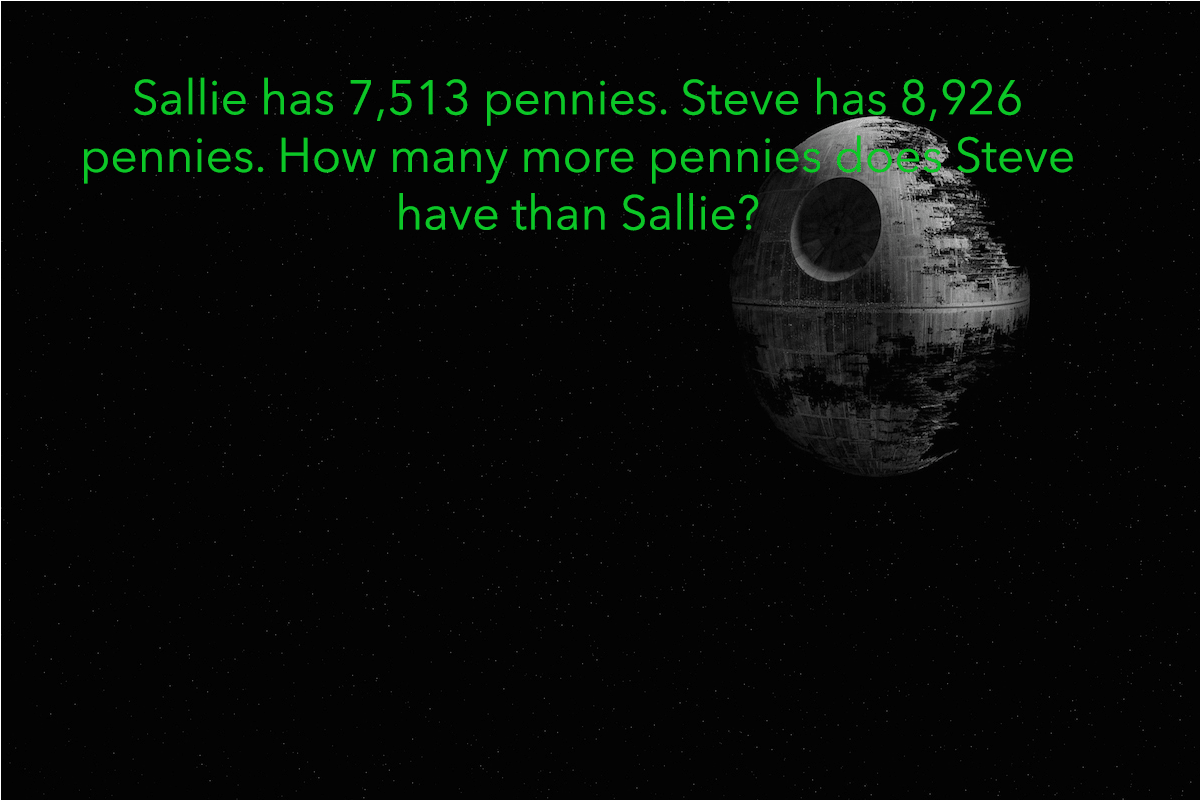 Sallie has 7,513 pennies. Steve has 8,926
pennies. How many more pennies does Steve
have than Sallie?